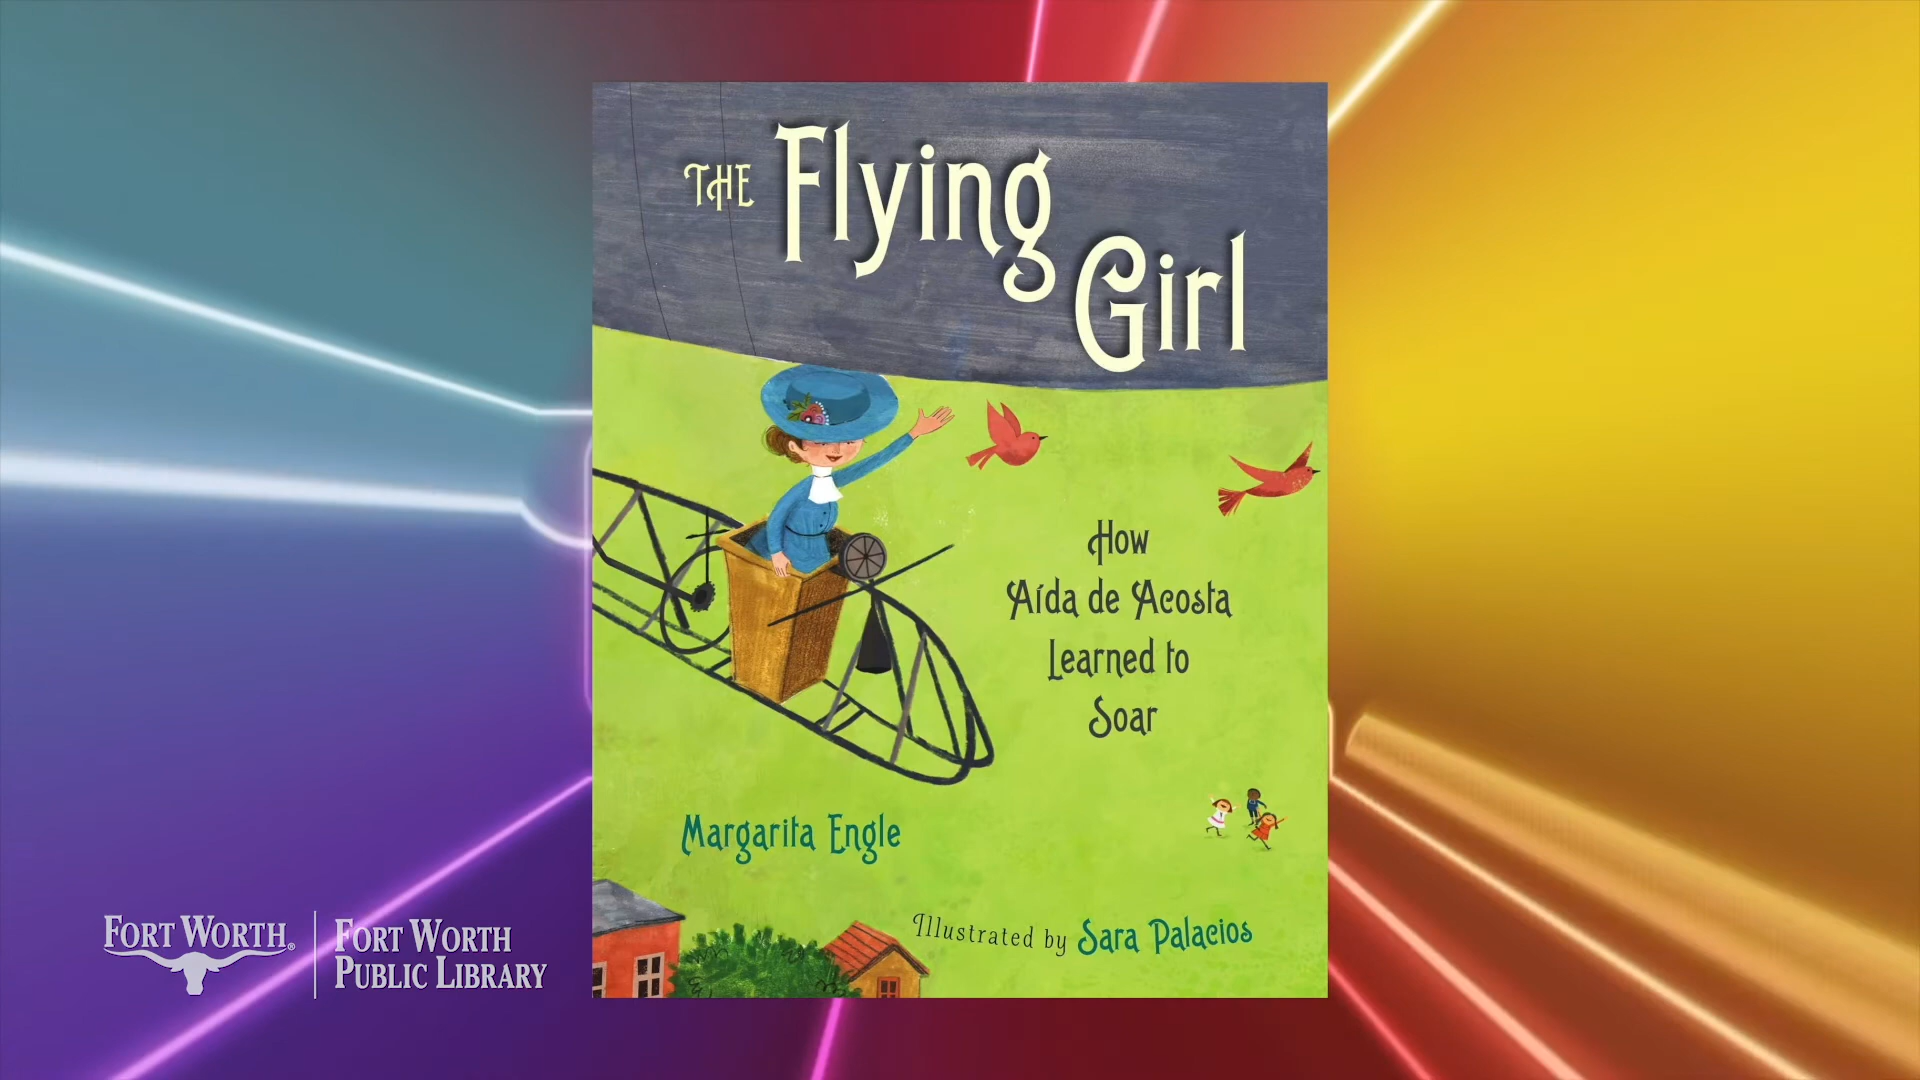 THE Flying
Girl
How
Aída de Acosta
Learned to
Soar
Margarita Engle
Illustrated by Sara Palacios
FORT WORTH®
FORT WORTH
PUBLIC LIBRARY